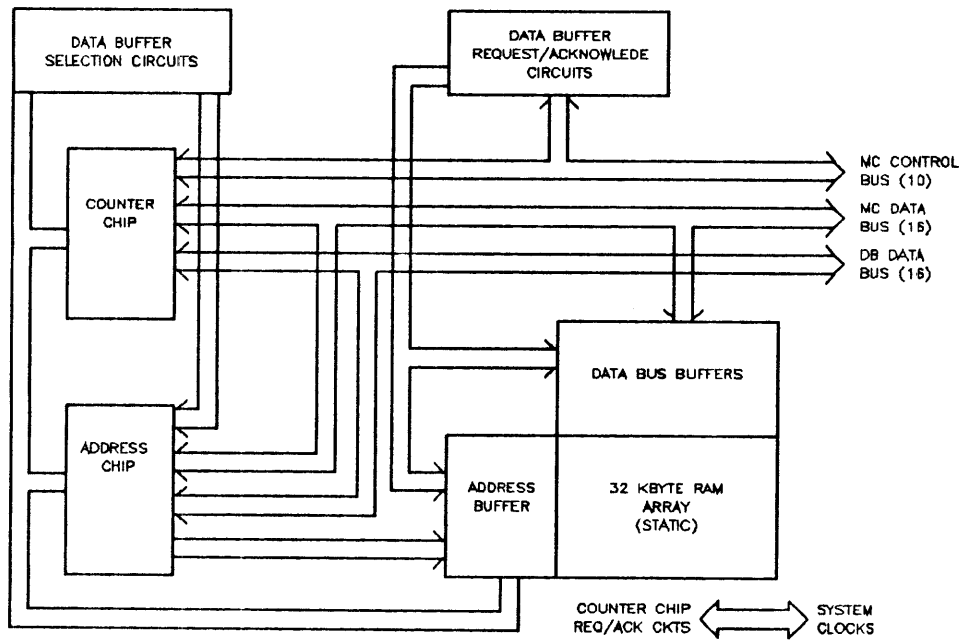 DATA BUFFER
SELECTION CIRCUITS
DATA BUFFER
REQUEST/ACKNOWLEDE
CIRCUITS
COUNTER
CHIP
MC CONTROL
BUS (10)
MC DATA
BUS (16)
DB DATA
BUS (16)
DATA BUS BUFFERS
ADDRESS
CHIP
ADDRESS
BUFFER
32 KBYTE RAM
ARRAY
(STATIC)
COUNTER CHIP
REQ/ACK CKTS
SYSTEM
CLOCKS